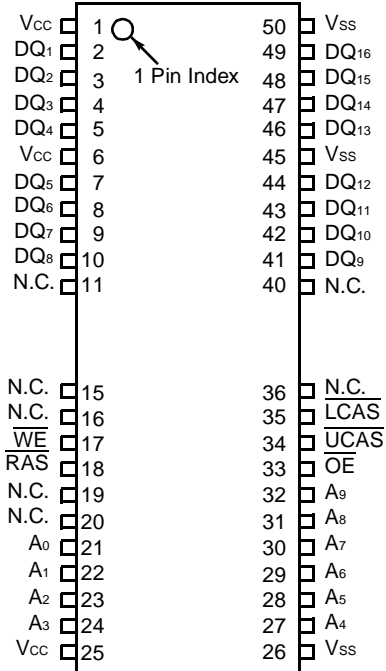 VCC 1 50 VSS
DQ1 2 49 DQ16
1 Pin Index
DQ2 3 48 DQ15
DQ3 4 47 DQ14
DQ4 5 46 DQ13
VCC 6 45 VSS
DQ5 7 44 DQ12
DQ6 8 43 DQ11
DQ7 9 42 DQ10
DQ8 10 41 DQ9
N.C. 11 40 N.C.
N.C. 15 36 N.C.
N.C. 16 35 LCAS
WE 17 34 UCAS
RAS 18 33 OE
N.C. 19 32 A9
N.C. 20 31 A8
A0 21 30 A7
A1 22 29 A6
A2 23 28 A5
A3 24 27 A4
VCC 25 26 VSS